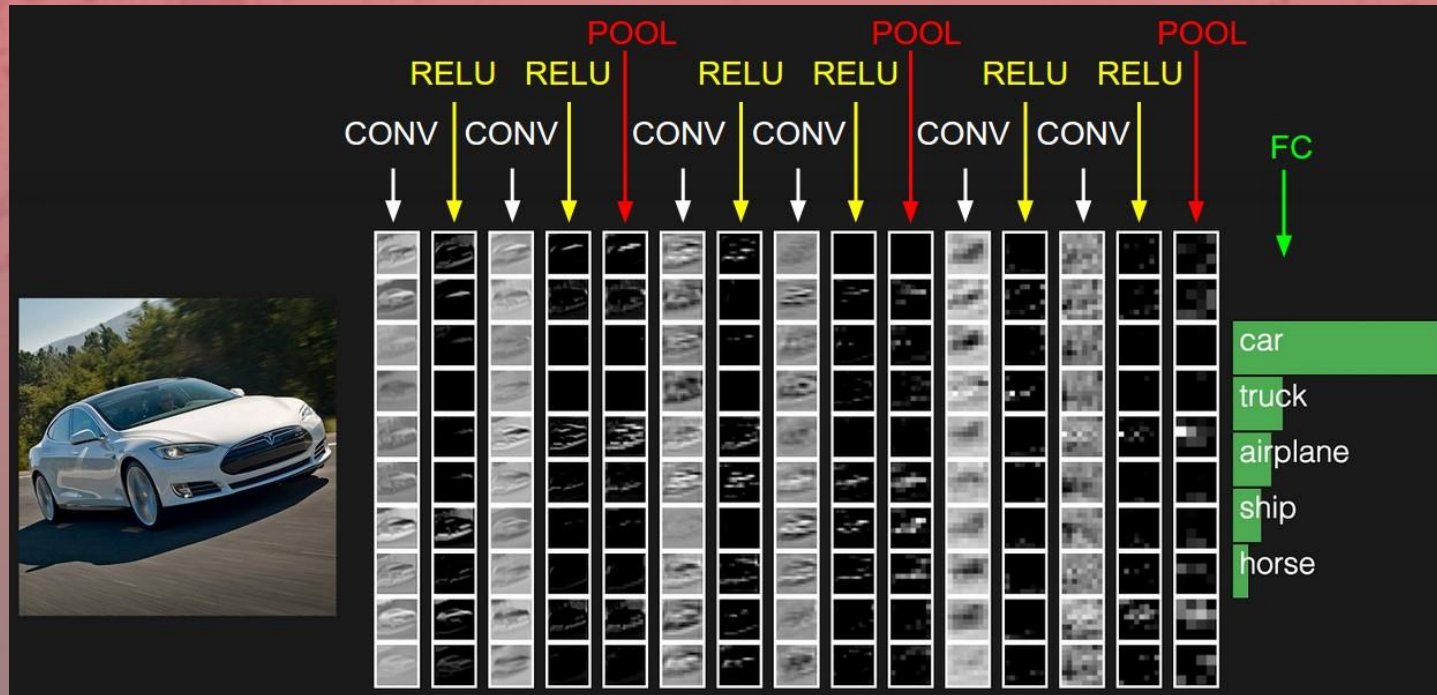 POOL POOL POOL
RELU RELU RELU RELU RELU RELU
CONV CONV CONV CONV CONV CONV
FC
car
truck
airplane
ship
horse